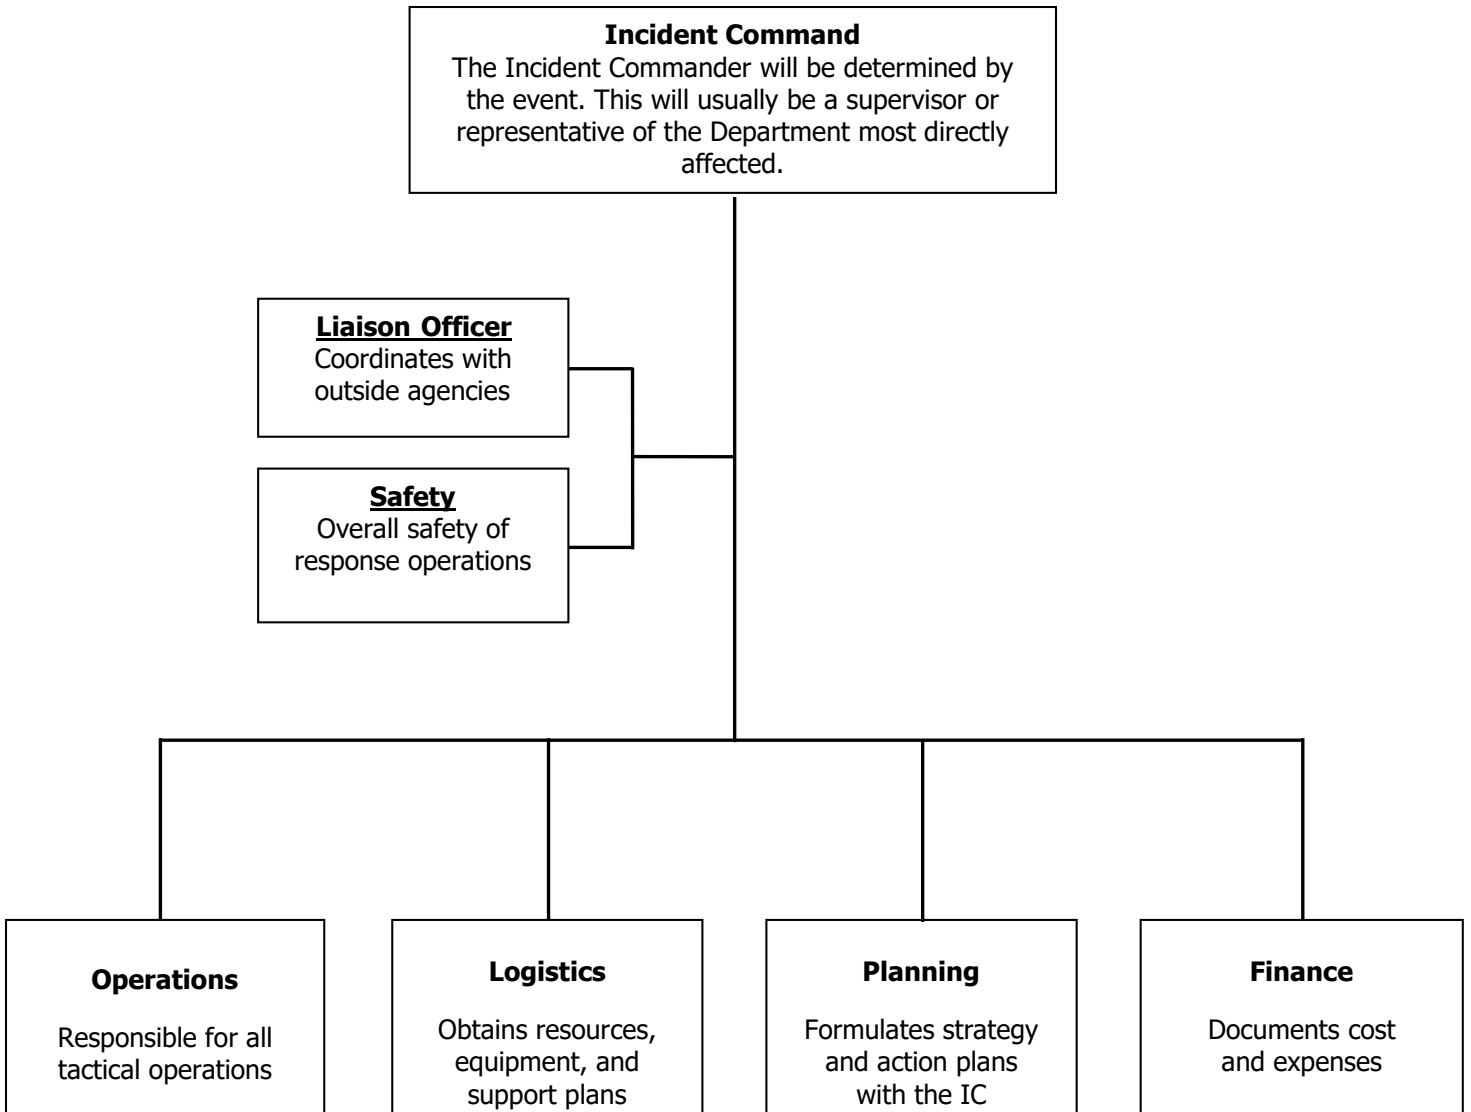 Incident Command
The Incident Commander will be determined by
the event. This will usually be a supervisor or
representative of the Department most directly
affected.
Liaison Officer
Coordinates with
outside agencies
Safety
Overall safety of
response operations
Operations
Responsible for all
tactical operations
Logistics
Obtains resources,
equipment, and
support plans
Planning
Formulates strategy
and action plans
with the IC
Finance
Documents cost
and expenses